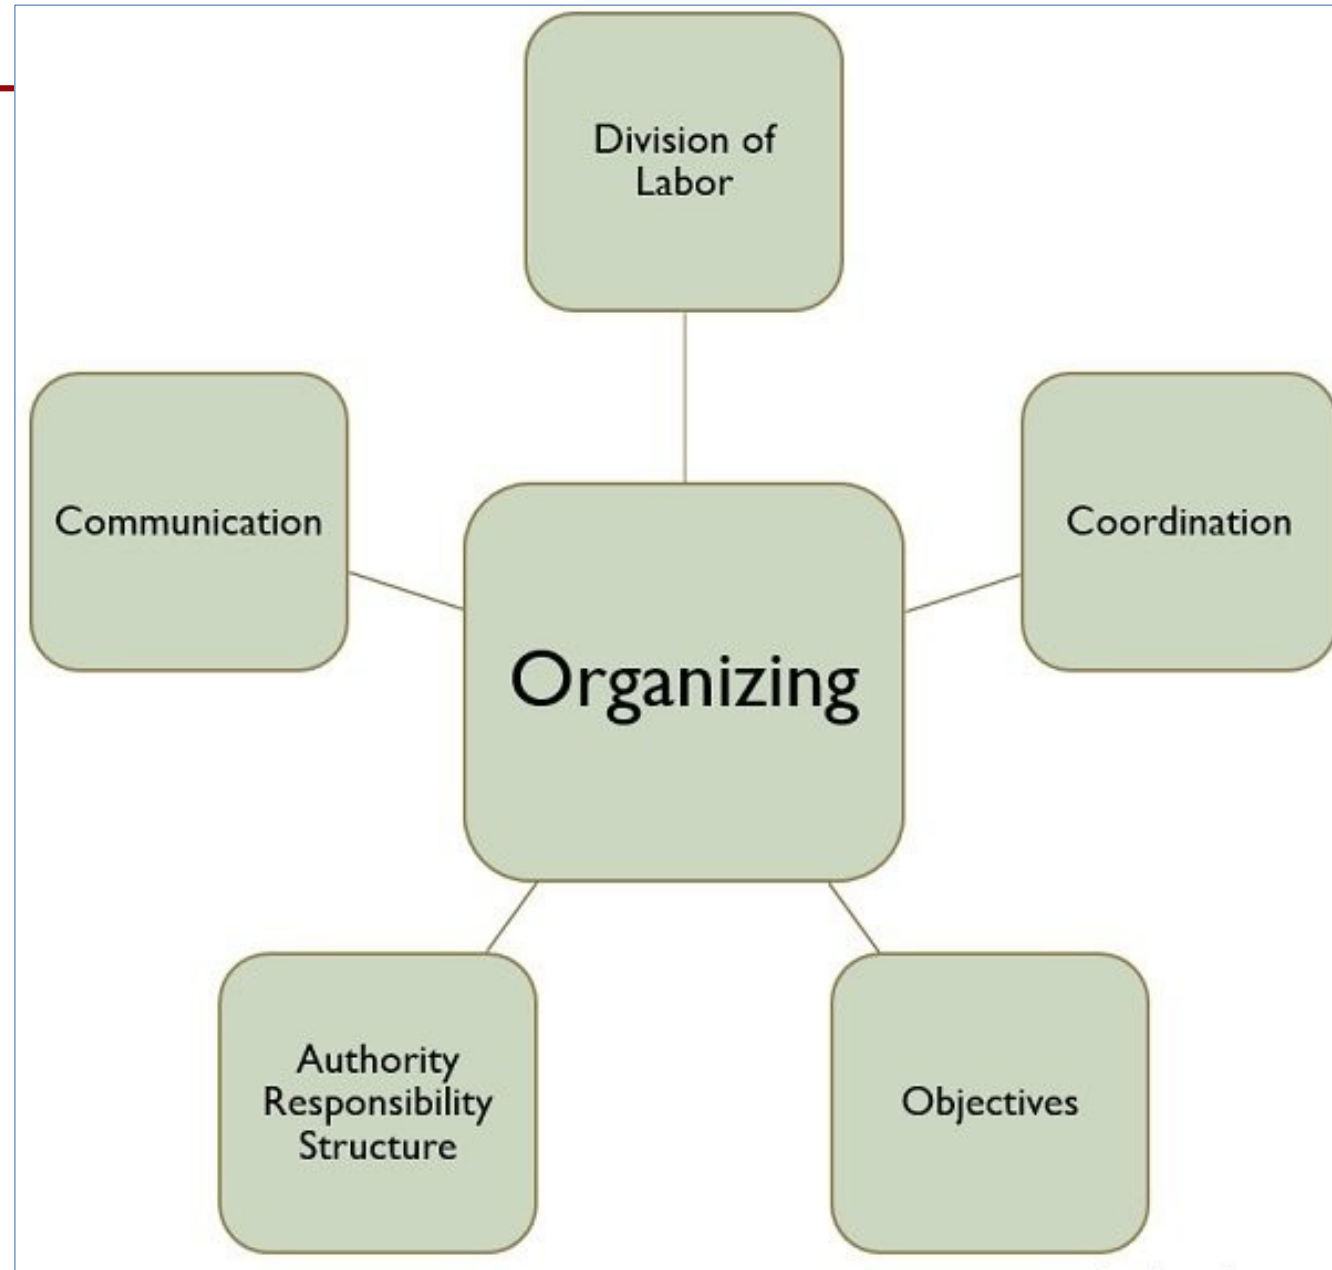 Division of
Labor
Communication
Coordination
Organizing
Authority
Responsibility
Structure
Objectives